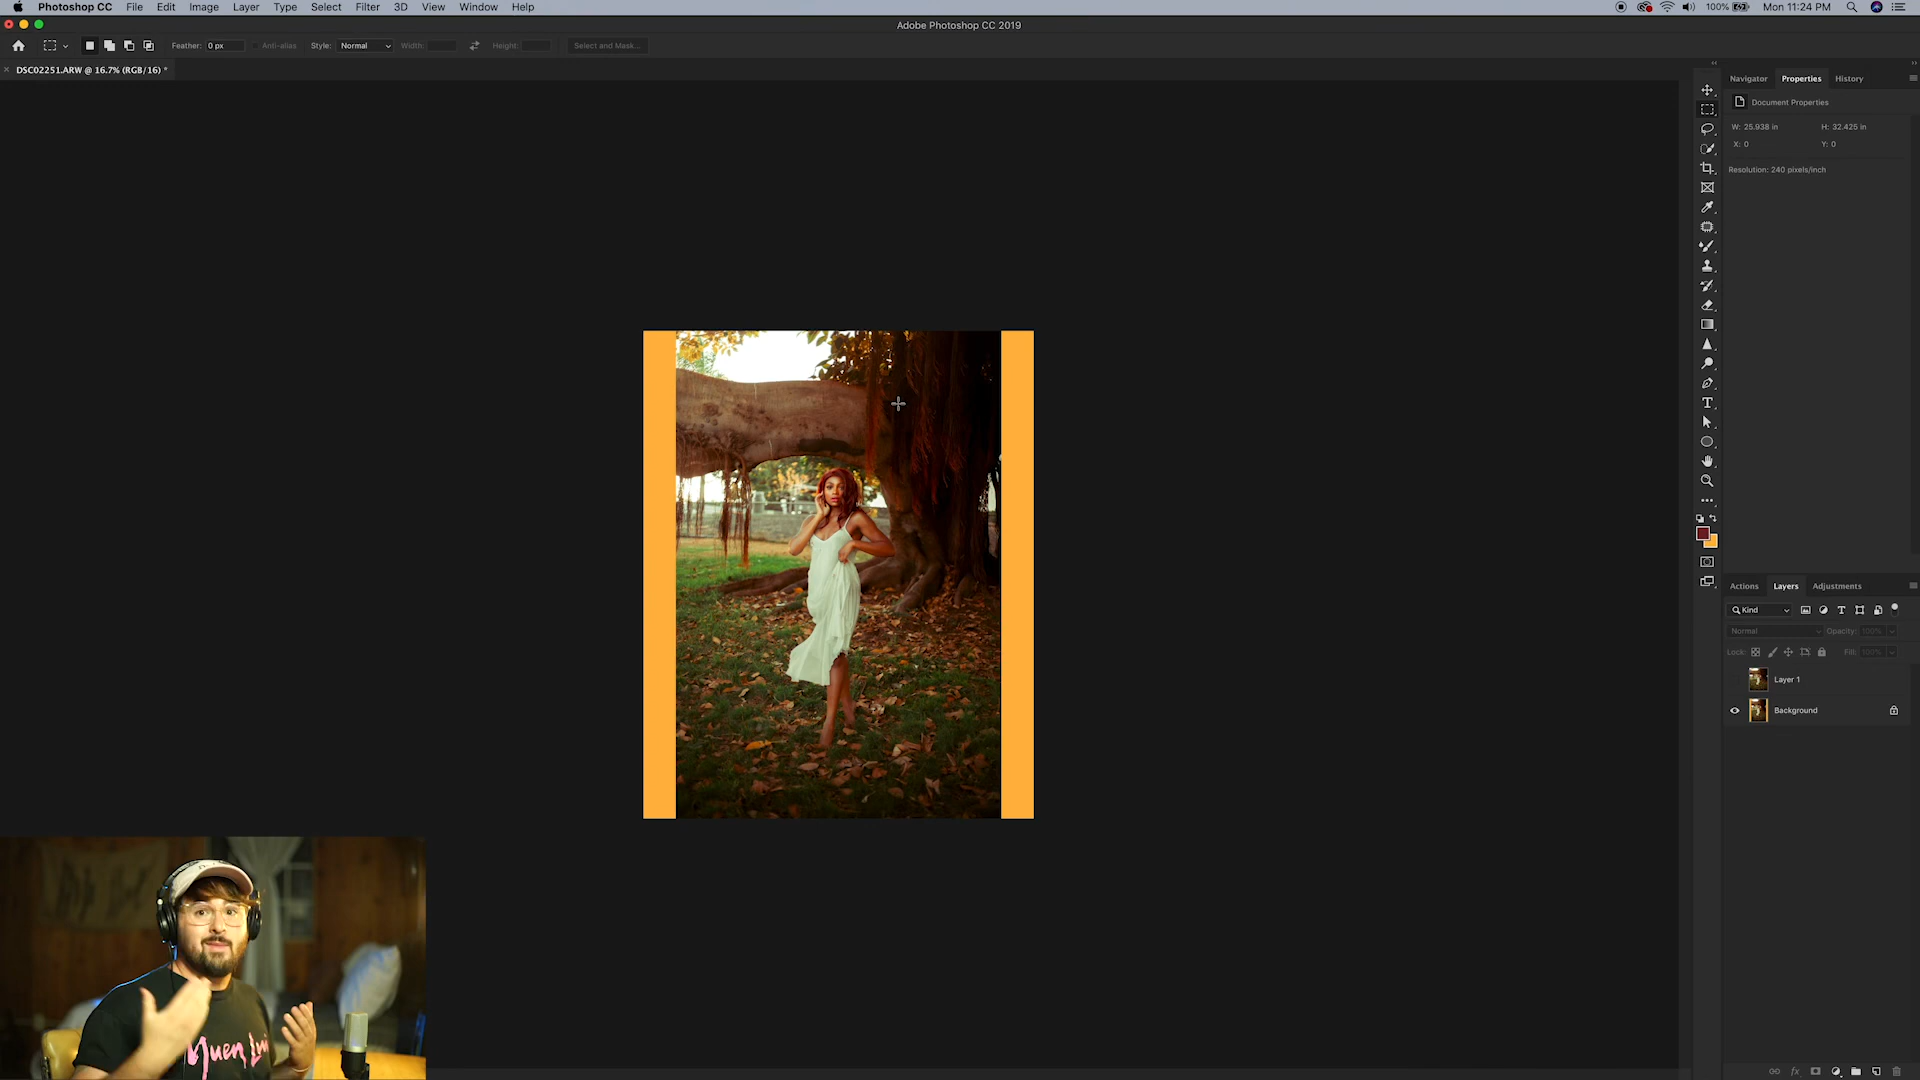 Photoshop CC File Edit Image Layer Type Select Filter 3D View Window Help
100% Mon 11:24 PM
Adobe Photoshop CC 2019
Feather: 0 px Anti-alias Style: Normal Width: Height: Select and Mask...
DSC02251.ARW @ 16.7% (RGB/16) *
Navigator Properties History
Document Properties
W: 25.938 in H: 32.425 in
X: 0 Y: 0
Resolution: 240 pixels/inch
Actions Layers Adjustments
Kind
Normal Opacity: 100%
Lock: Fill: 100%
Layer 1
Background